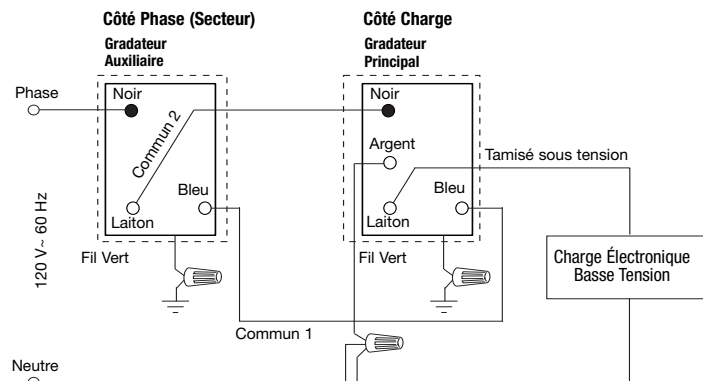 Côté Phase (Secteur)
Côté Charge
Gradateur
Auxiliaire
Gradateur
Principal
Phase
Noir
Noir
Commun 2
Argent
Tamisé sous tension
Bleu
Bleu
Laiton
Laiton
120 V~ 60 Hz
Fil Vert
Fil Vert
Charge Électronique
Basse Tension
Commun 1
Neutre